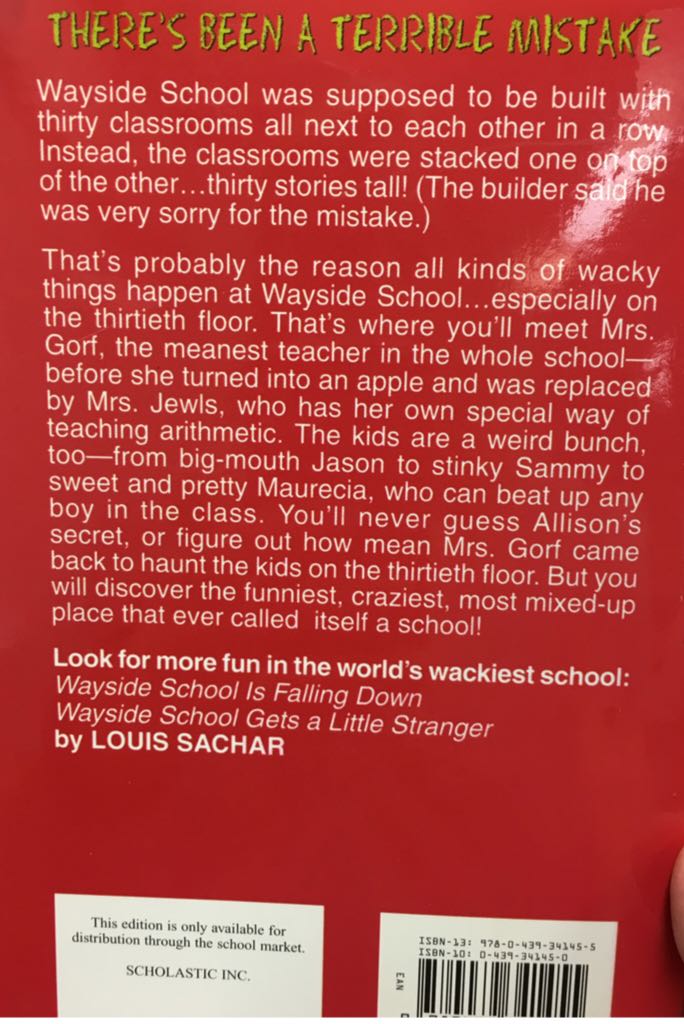 THERE'S BEEN A TERRIBLE MISTAKE
Wayside School was supposed to be built with
thirty classrooms all next to each other in a row.
Instead, the classrooms were stacked one on top
of the other...thirty stories tall! (The builder said he
was very sorry for the mistake.)
That's probably the reason all kinds of wacky
things happen at Wayside School...especially on
the thirtieth floor. That's where you'll meet Mrs.
Gorf, the meanest teacher in the whole school—
before she turned into an apple and was replaced
by Mrs. Jewls, who has her own special way of
teaching arithmetic. The kids are a weird bunch,
too—from big-mouth Jason to stinky Sammy to
sweet and pretty Maurecia, who can beat up any
boy in the class. You'll never guess Allison's
secret, or figure out how mean Mrs. Gorf came
back to haunt the kids on the thirtieth floor. But you
will discover the funniest, craziest, most mixed-up
place that ever called itself a school!
Look for more fun in the world's wackiest school:
Wayside School Is Falling Down
Wayside School Gets a Little Stranger
by LOUIS SACHAR
This edition is only available for
distribution through the school market.
SCHOLASTIC INC.
ISBN-13: 978-0-439-34145-5
ISBN-10: 0-439-34145-0
EAN